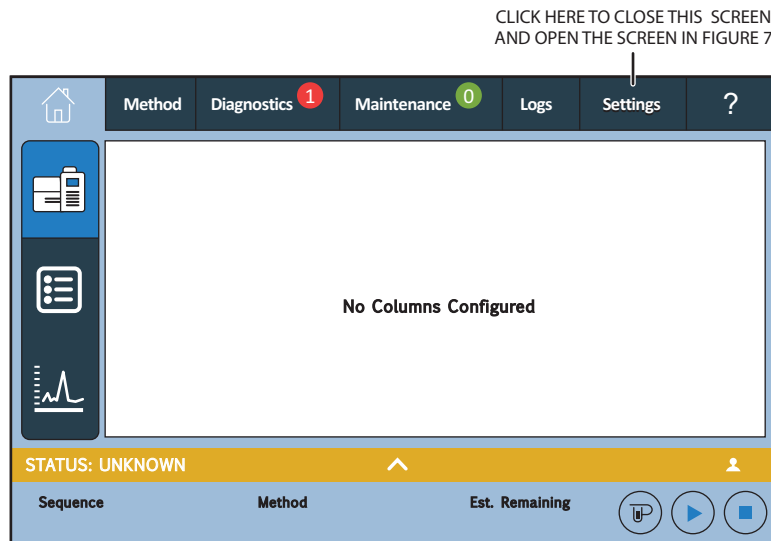 CLICK HERE TO CLOSE THIS SCREEN
AND OPEN THE SCREEN IN FIGURE 7
Method Diagnostics 1 Maintenance 0 Logs Settings ?
No Columns Configured
STATUS: UNKNOWN
Sequence Method Est. Remaining